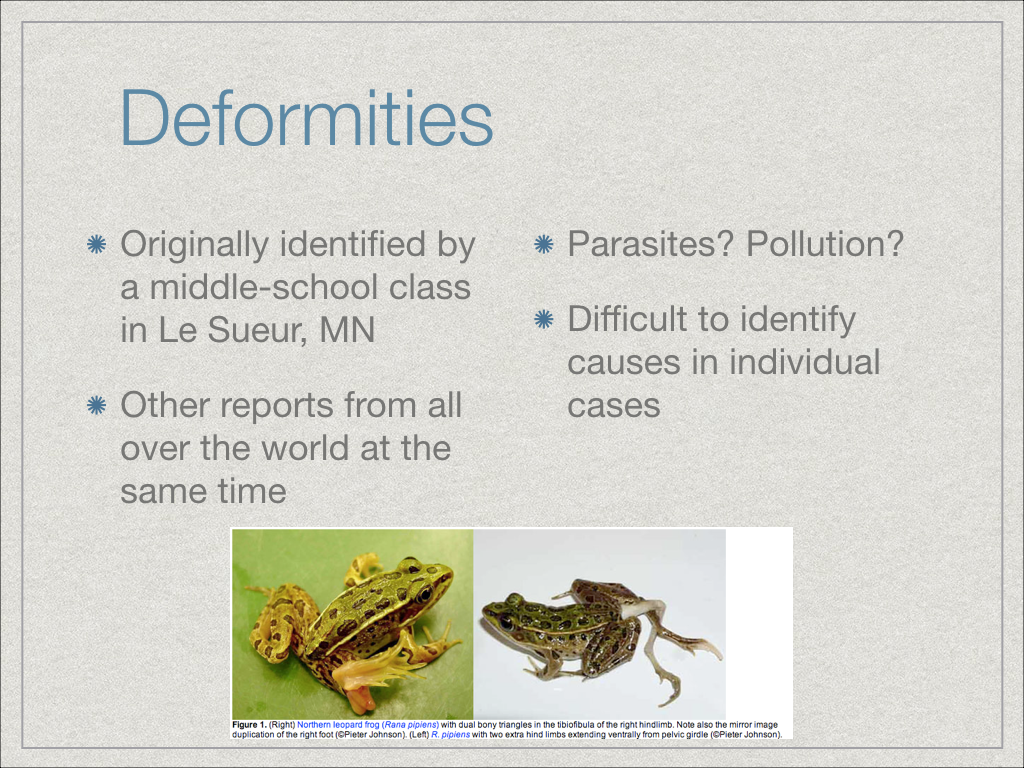 Deformities
Originally identified by
a middle-school class
in Le Sueur, MN
Other reports from all
over the world at the
same time
Parasites? Pollution?
Difficult to identify
causes in individual
cases
Figure 1. (Right) Northern leopard frog (Rana pipiens) with dual bony triangles in the tibiofibula of the right hindlimb. Note also the mirror image
duplication of the right foot (©Pieter Johnson). (Left) R. pipiens with two extra hind limbs extending ventrally from pelvic girdle (©Pieter Johnson).